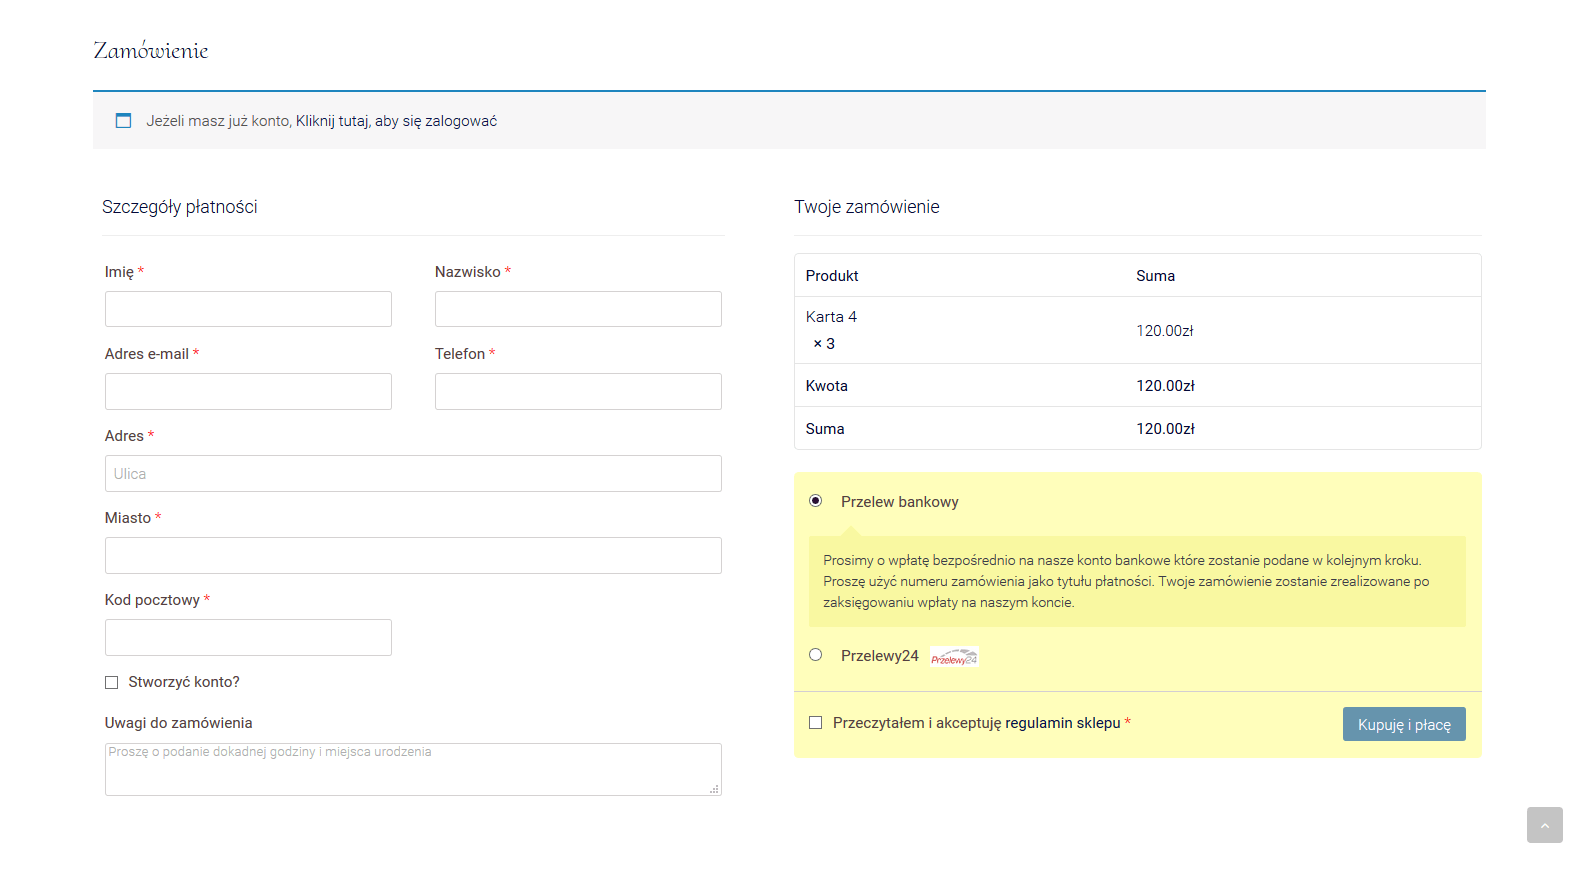 Zamówienie
Jeżeli masz już konto, Kliknij tutaj, aby się zalogować
Szczegóły płatności
Imię *
Nazwisko *
Adres e-mail *
Telefon *
Adres *
Ulica
Miasto *
Kod pocztowy *
Stworzyć konto?
Uwagi do zamówienia
Proszę o podanie dokadnej godziny i miejsca urodzenia
Twoje zamówienie
Produkt Suma
Karta 4
× 3
120.00zł
Kwota 120.00zł
Suma 120.00zł
Przelew bankowy
Prosimy o wpłatę bezpośrednio na nasze konto bankowe które zostanie podane w kolejnym kroku.
Proszę użyć numeru zamówienia jako tytułu płatności. Twoje zamówienie zostanie zrealizowane po
zaksięgowaniu wpłaty na naszym koncie.
Przelewy24 Przelewy24
Przeczytałem i akceptuję regulamin sklepu *
Kupuję i płacę